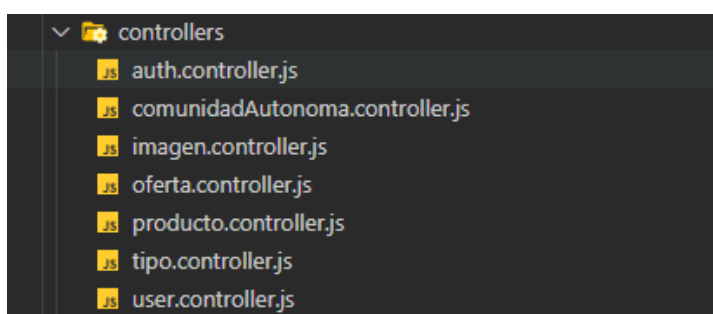 controllers
JS auth.controller.js
JS comunidadAutonoma.controller.js
JS imagen.controller.js
JS oferta.controller.js
JS producto.controller.js
JS tipo.controller.js
JS user.controller.js